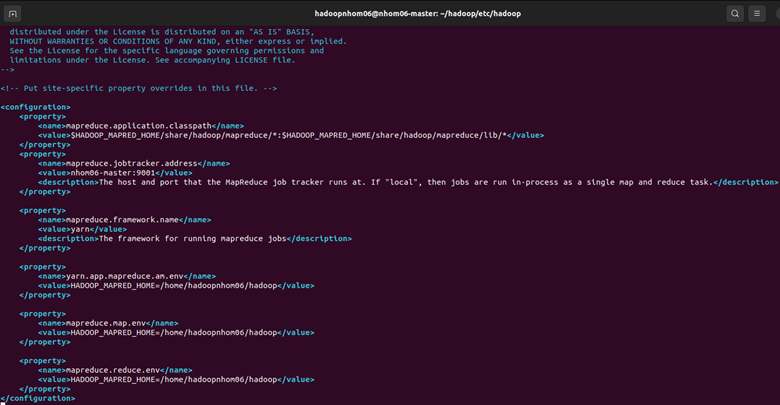 hadoopnhom06@nhom06-master: ~/hadoop/etc/hadoop
distributed under the License is distributed on an "AS IS" BASIS,
WITHOUT WARRANTIES OR CONDITIONS OF ANY KIND, either express or implied.
See the License for the specific language governing permissions and
limitations under the License. See accompanying LICENSE file.
-->
<!-- Put site-specific property overrides in this file. -->
<configuration>
<property>
<name>mapreduce.application.classpath</name>
<value>$HADOOP_MAPRED_HOME/share/hadoop/mapreduce/*:$HADOOP_MAPRED_HOME/share/hadoop/mapreduce/lib/*</value>
</property>
<property>
<name>mapreduce.jobtracker.address</name>
<value>nhom06-master:9001</value>
<description>The host and port that the MapReduce job tracker runs at. If "local", then jobs are run in-process as a single map and reduce task.</description>
</property>
<property>
<name>mapreduce.framework.name</name>
<value>yarn</value>
<description>The framework for running mapreduce jobs</description>
</property>
<property>
<name>yarn.app.mapreduce.am.env</name>
<value>HADOOP_MAPRED_HOME=/home/hadoopnhom06/hadoop</value>
</property>
<property>
<name>mapreduce.map.env</name>
<value>HADOOP_MAPRED_HOME=/home/hadoopnhom06/hadoop</value>
</property>
<property>
<name>mapreduce.reduce.env</name>
<value>HADOOP_MAPRED_HOME=/home/hadoopnhom06/hadoop</value>
</property>
</configuration>